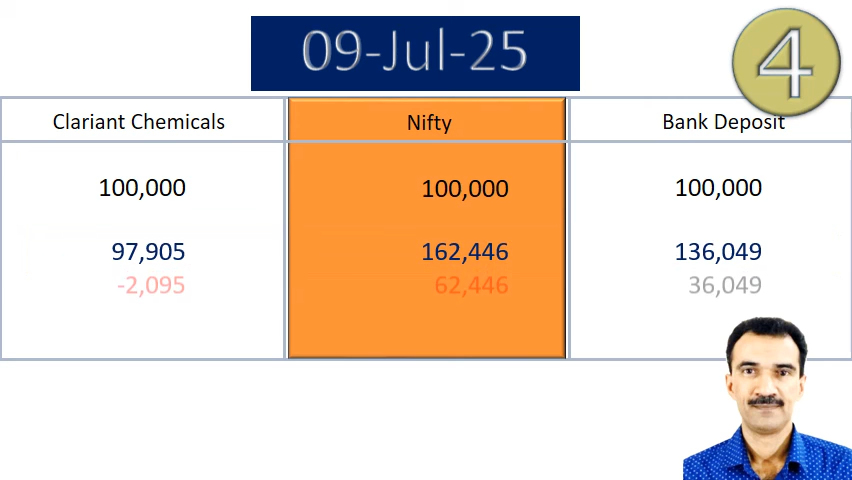 09-Jul-25
4
Clariant Chemicals Nifty Bank Deposit
100,000 100,000 100,000
97,905 162,446 136,049
-2,095 62,446 36,049